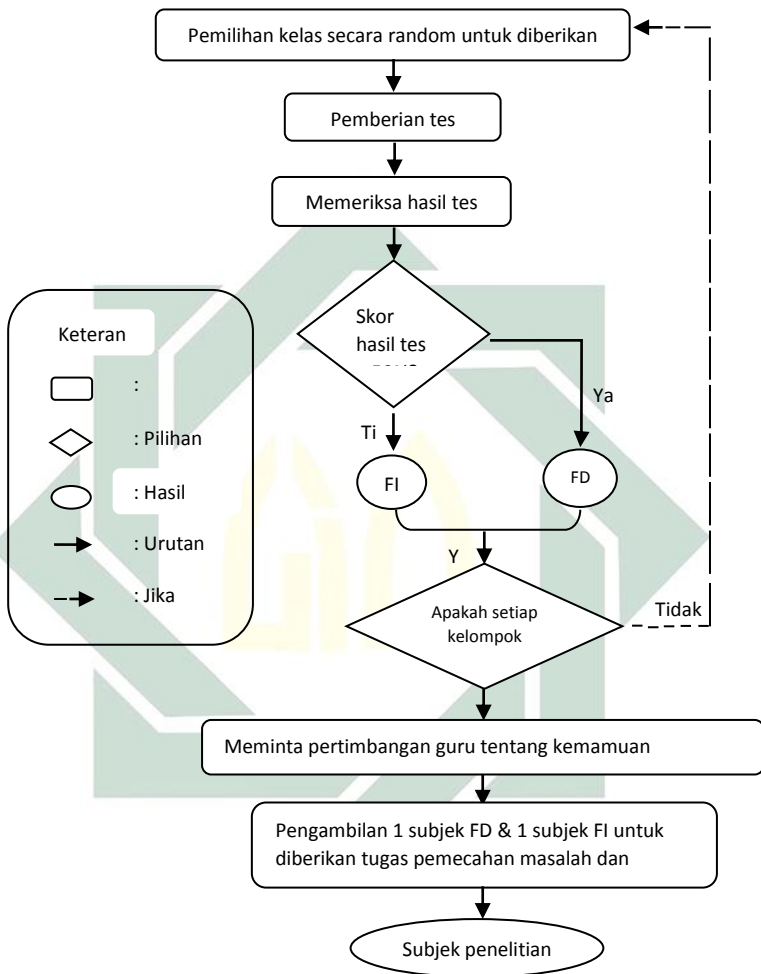 Pemilihan kelas secara random untuk diberikan
Pemberian tes
Memeriksa hasil tes
Skor
hasil tes
Ya
Ti
FI
FD
Y
Apakah setiap
kelompok
Tidak
Meminta pertimbangan guru tentang kemamuan
Pengambilan 1 subjek FD & 1 subjek FI untuk
diberikan tugas pemecahan masalah dan
Subjek penelitian
Keteran
:
: Pilihan
: Hasil
: Urutan
: Jika